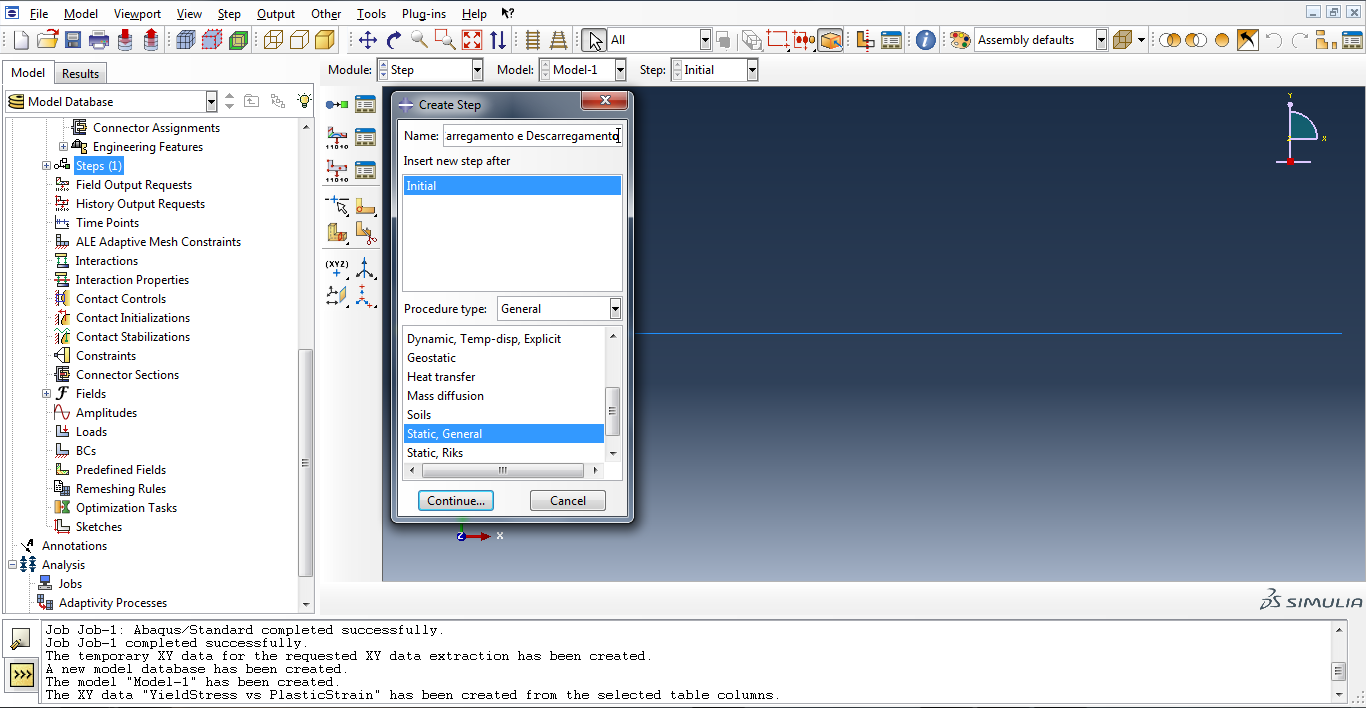 File Model Viewport View Step Output Other Tools Plug-ins Help
All Assembly defaults
Model Results Module: Step Model: Model-1 Step: Initial
Model Database
Connector Assignments
Engineering Features
Steps (1)
Field Output Requests
History Output Requests
Time Points
ALE Adaptive Mesh Constraints
Interactions
Interaction Properties
Contact Controls
Contact Initializations
Contact Stabilizations
Constraints
Connector Sections
Fields
Amplitudes
Loads
BCs
Predefined Fields
Remeshing Rules
Optimization Tasks
Sketches
Annotations
Analysis
Jobs
Adaptivity Processes
11010
11010
(XYZ)
Create Step
Name: arregamento e Descarregamento
Insert new step after
Initial
Procedure type: General
Dynamic, Temp-disp, Explicit
Geostatic
Heat transfer
Mass diffusion
Soils
Static, General
Static, Riks
Continue... Cancel
Y
X
Z X
SIMULIA
Job Job-1: Abaqus/Standard completed successfully.
Job Job-1 completed successfully.
The temporary XY data for the requested XY data extraction has been created.
A new model database has been created.
The model "Model-1" has been created.
The XY data "YieldStress vs PlasticStrain" has been created from the selected table columns.